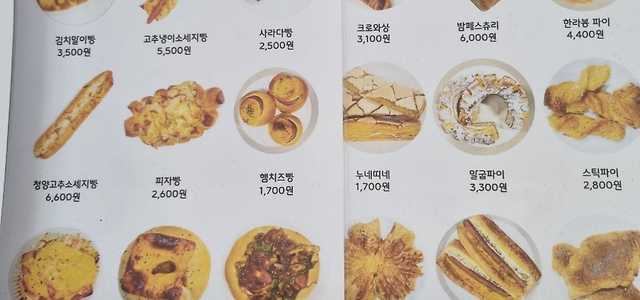 김치말이빵
3,500원
고추냉이소세지빵
5,500원
사라다빵
2,500원
크로와상
3,100원
밤페스츄리
6,000원
한라봉 파이
4,400원
청양고추소세지빵
6,600원
피자빵
2,600원
햄치즈빵
1,700원
누네띠네
1,700원
얼굴파이
3,300원
스틱파이
2,800원